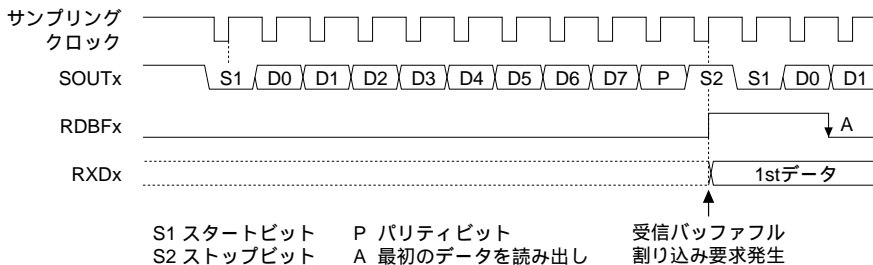 サンプリング
クロック
SOUTx S1 D0 D1 D2 D3 D4 D5 D6 D7 P S2 S1 D0 D1
RDBFx A
RXDx 1stデータ
S1 スタートビット P パリティビット 受信バッファフル
S2 ストップビット A 最初のデータを読み出し 割り込み要求発生